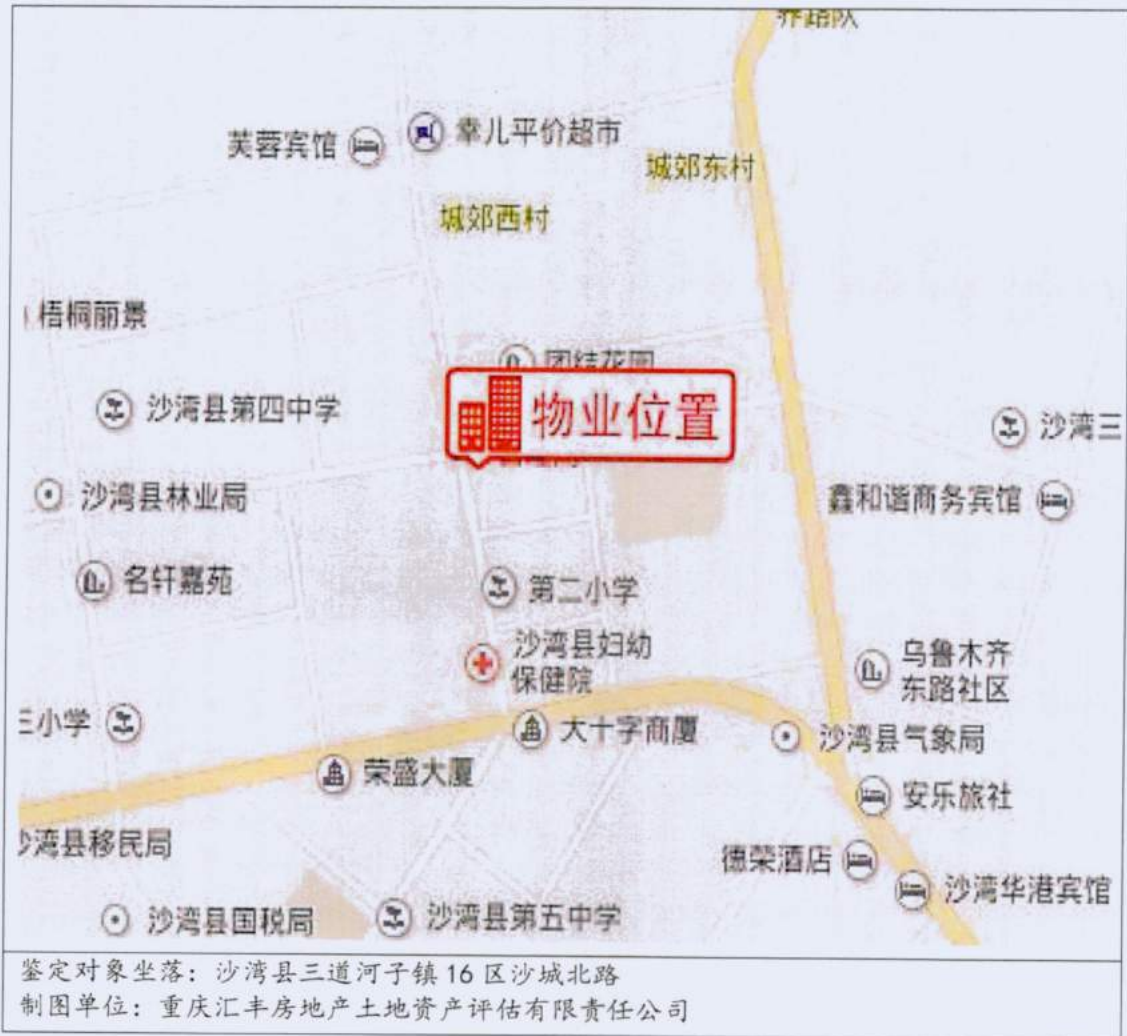 养路队
芙蓉宾馆
幸儿平价超市
城郊东村
城郊西村
梧桐丽景
团结花园
沙湾县第四中学
物业位置
沙湾三
沙湾县林业局
鑫和谐商务宾馆
名轩嘉苑
第二小学
沙湾县妇幼
保健院
乌鲁木齐
东路社区
三小学
大十字商厦
沙湾县气象局
荣盛大厦
安乐旅社
沙湾县移民局
德荣酒店
沙湾华港宾馆
沙湾县国税局
沙湾县第五中学
鉴定对象坐落：沙湾县三道河子镇 16 区沙城北路
制图单位：重庆汇丰房地产土地资产评估有限责任公司